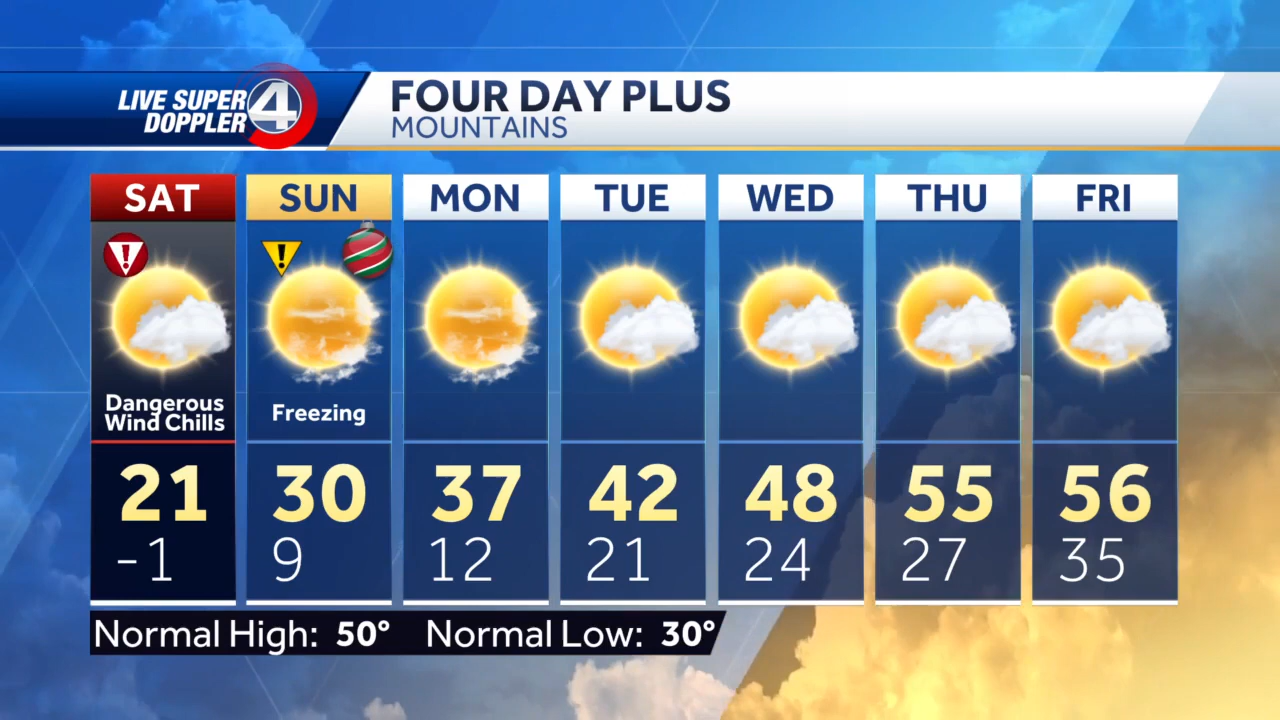 LIVE SUPER
DOPPLER 4
FOUR DAY PLUS
MOUNTAINS
SAT SUN MON TUE WED THU FRI
! !
Dangerous
Wind Chills Freezing
21 30 37 42 48 55 56
-1 9 12 21 24 27 35
Normal High: 50° Normal Low: 30°